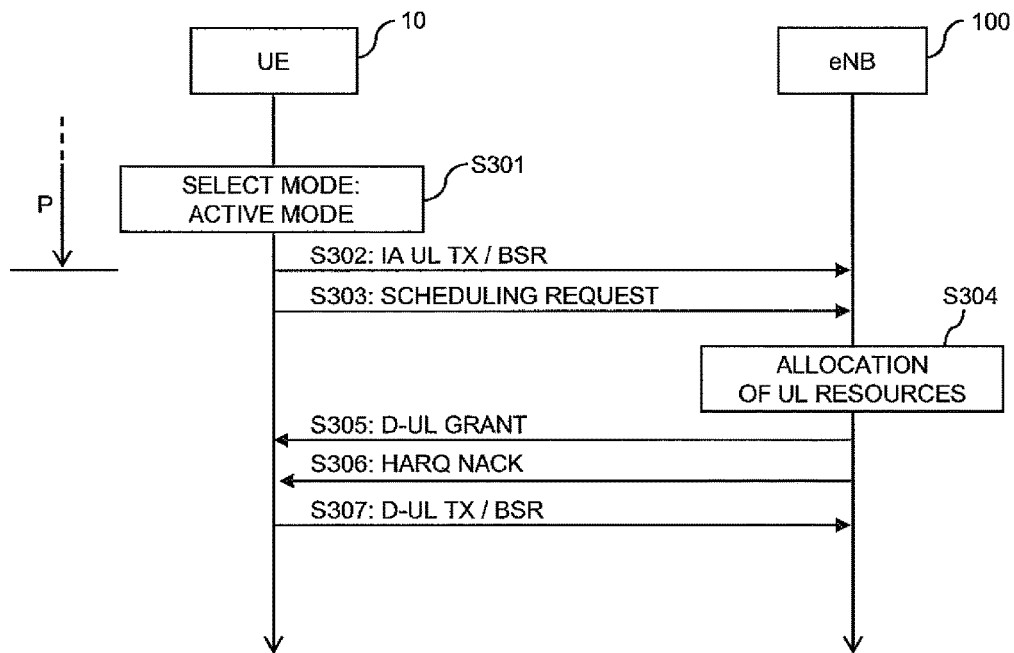 10
100
UE
eNB
S301
SELECT MODE:
ACTIVE MODE
P
S302: IA UL TX / BSR
S303: SCHEDULING REQUEST
S304
ALLOCATION
OF UL RESOURCES
S305: D-UL GRANT
S306: HARQ NACK
S307: D-UL TX / BSR